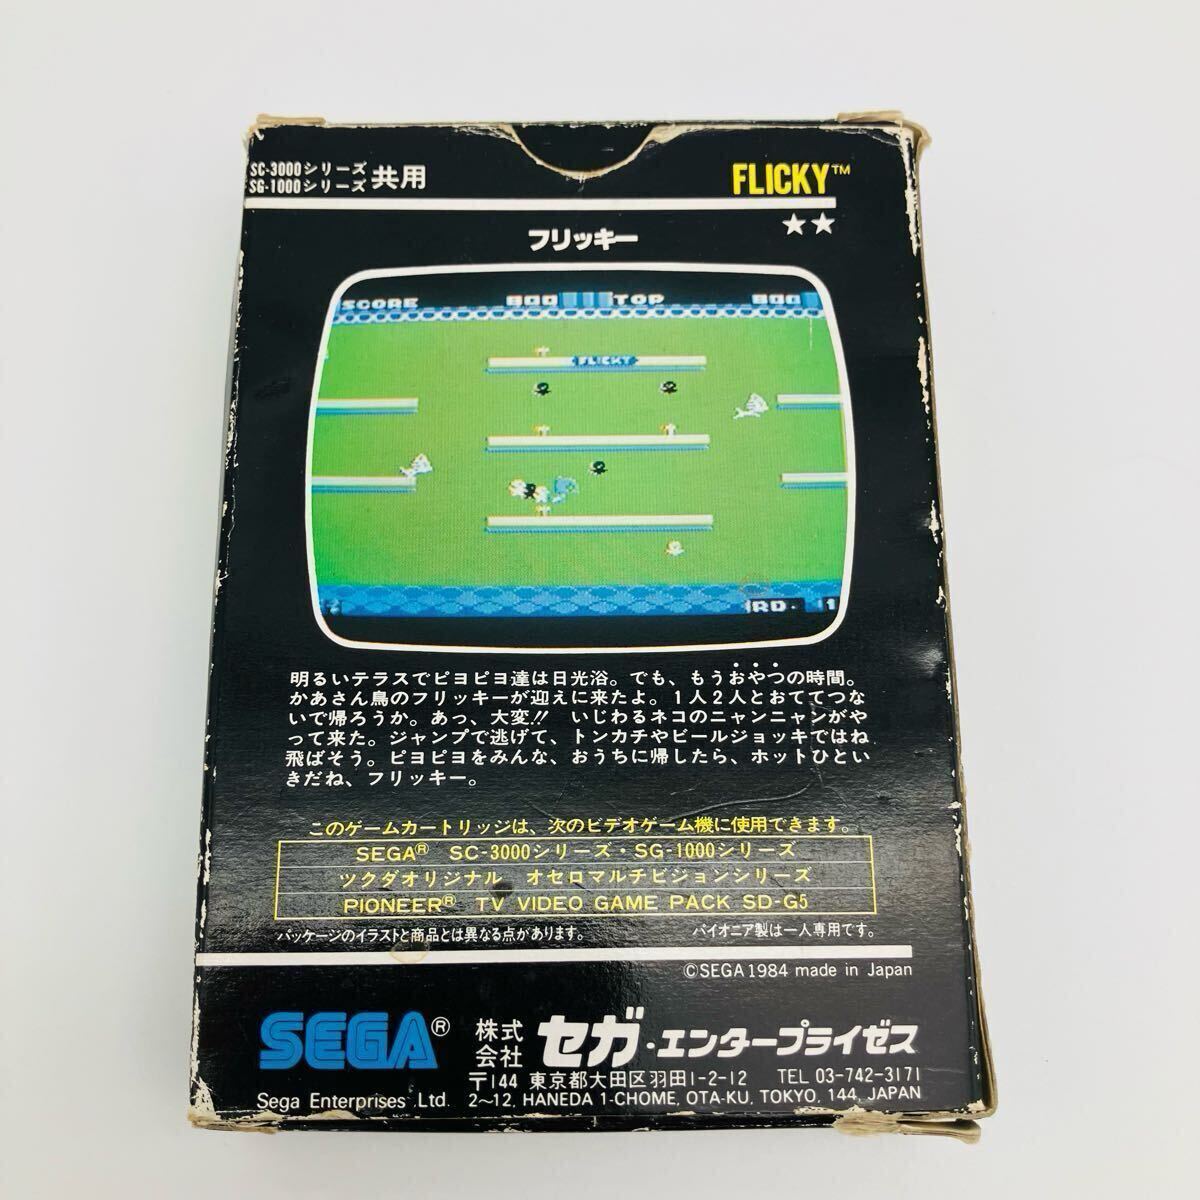 SC-3000シリーズ
SG-1000シリーズ 共用
FLICKY™
★★
フリッキー
SCORE 800 TOP 800
FLICKY
RD. 1
明るいテラスでピヨピヨ達は日光浴。でも、もうおやつの時間。
かあさん鳥のフリッキーが迎えに来たよ。1人2人とおててつな
いで帰ろうか。あっ、大変!! いじわるネコのニャンニャンがや
って来た。ジャンプで逃げて、トンカチやビールジョッキではね
飛ばそう。ピヨピヨをみんな、おうちに帰したら、ホットひとい
きだね、フリッキー。
このゲームカートリッジは、次のビデオゲーム機に使用できます。
SEGA® SC-3000シリーズ・SG-1000シリーズ
ツクダオリジナル オセロマルチビジョンシリーズ
PIONEER® TV VIDEO GAME PACK SD-G5
パッケージのイラストと商品とは異なる点があります。 パイオニア製は一人専用です。
©SEGA 1984 made in Japan
SEGA® 株式会社 セガ・エンタープライゼス
〒144 東京都大田区羽田1-2-12 TEL 03-742-3171
Sega Enterprises Ltd. 2~12, HANEDA 1-CHOME, OTA-KU, TOKYO, 144, JAPAN